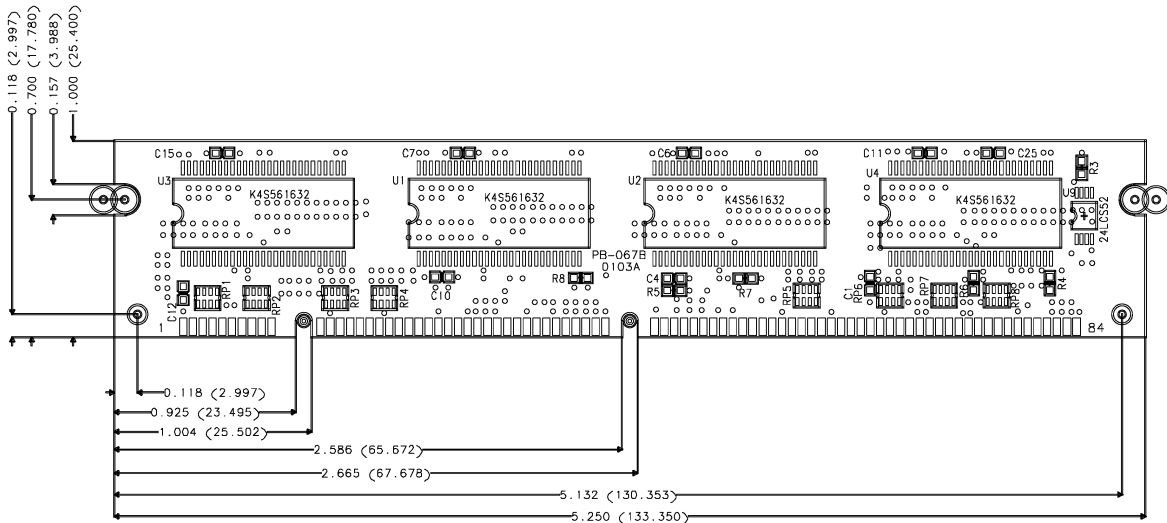 0.118 (2.997)
0.700 (17.780)
0.157 (3.988)
1.000 (25.400)
C15
C7
C6
C11
C25
R3
U3
U1
U2
U4
U9
K4S561632
K4S561632
K4S561632
K4S561632
24LCS52
PB-067B
D103A
C12
RP1
RP2
RP3
RP4
C10
R8
C4
R5
R7
RP5
C1
RP6
RP7
R6
RP8
R4
1
84
0.118 (2.997)
0.925 (23.495)
1.004 (25.502)
2.586 (65.672)
2.665 (67.678)
5.132 (130.353)
5.250 (133.350)